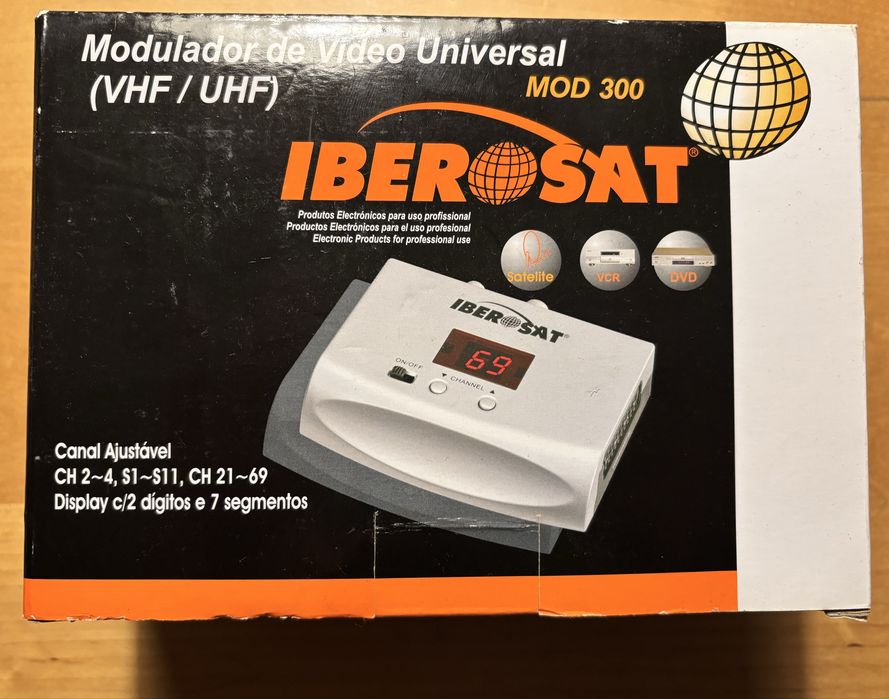 Modulador de Vídeo Universal
(VHF / UHF)
MOD 300
IBEROSAT®
Produtos Electrónicos para uso profissional
Productos Electrónicos para el uso profesional
Electronic Products for professional use
Satelite
VCR
DVD
IBEROSAT®
69
ON/OFF
▼ CHANNEL ▲
Canal Ajustável
CH 2~4, S1~S11, CH 21~69
Display c/2 dígitos e 7 segmentos